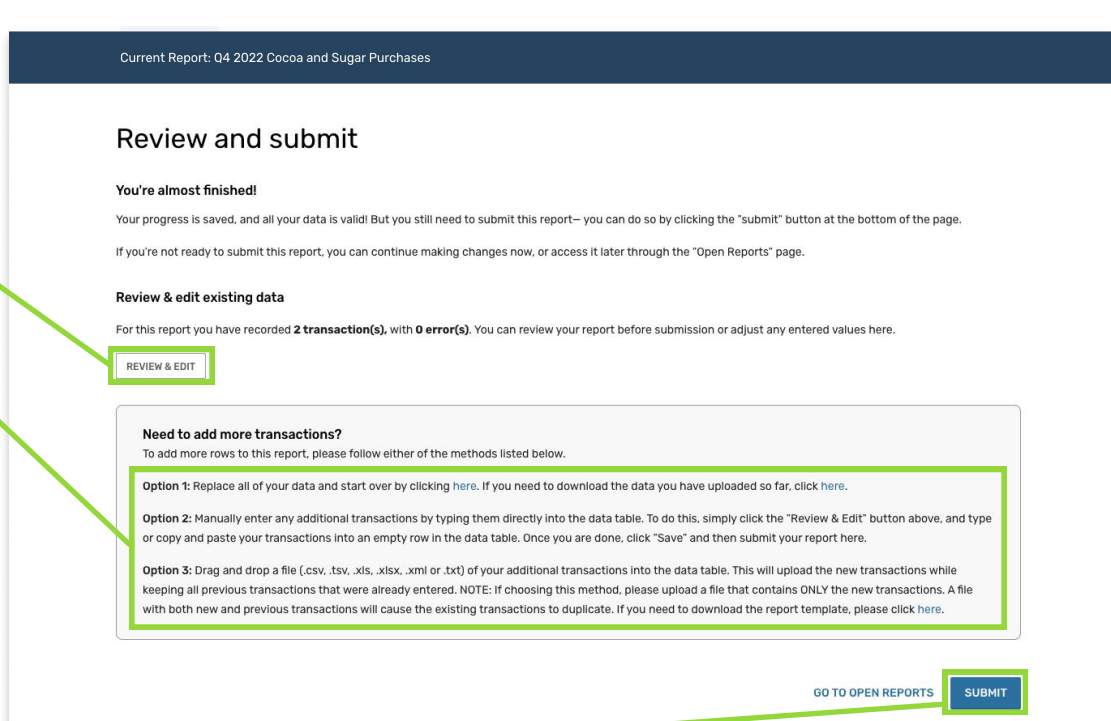 Current Report: Q4 2022 Cocoa and Sugar Purchases
Review and submit
You're almost finished!
Your progress is saved, and all your data is valid! But you still need to submit this report— you can do so by clicking the "submit" button at the bottom of the page.
If you're not ready to submit this report, you can continue making changes now, or access it later through the "Open Reports" page.
Review & edit existing data
For this report you have recorded 2 transaction(s), with 0 error(s). You can review your report before submission or adjust any entered values here.
REVIEW & EDIT
Need to add more transactions?
To add more rows to this report, please follow either of the methods listed below.
Option 1: Replace all of your data and start over by clicking here. If you need to download the data you have uploaded so far, click here.
Option 2: Manually enter any additional transactions by typing them directly into the data table. To do this, simply click the "Review & Edit" button above, and type
or copy and paste your transactions into an empty row in the data table. Once you are done, click "Save" and then submit your report here.
Option 3: Drag and drop a file (.csv, .tsv, .xls, .xlsx, .xml or .txt) of your additional transactions into the data table. This will upload the new transactions while
keeping all previous transactions that were already entered. NOTE: If choosing this method, please upload a file that contains ONLY the new transactions. A file
with both new and previous transactions will cause the existing transactions to duplicate. If you need to download the report template, please click here.
GO TO OPEN REPORTS SUBMIT